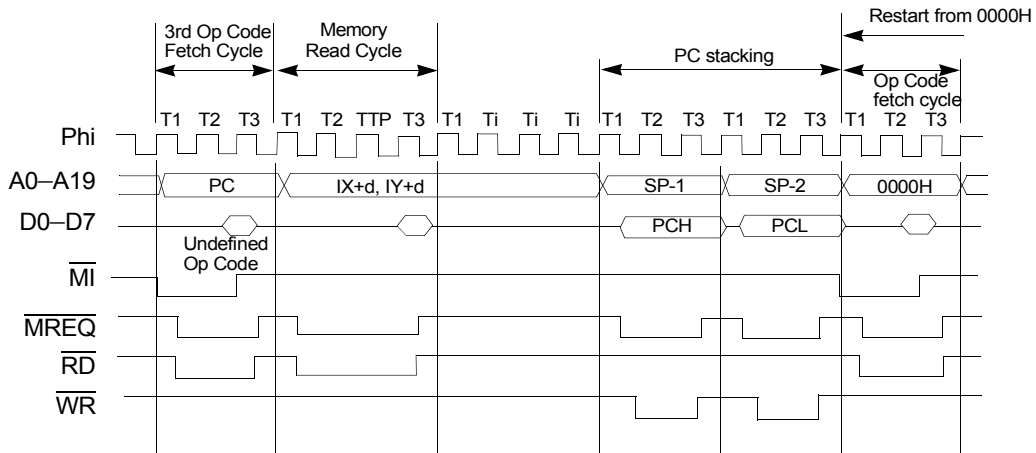 Restart from 0000H
3rd Op Code
Fetch Cycle
Memory
Read Cycle
PC stacking
Op Code
fetch cycle
T1 T2 T3 T1 T2 TTP T3 T1 Ti Ti Ti T1 T2 T3 T1 T2 T3 T1 T2 T3
Phi
A0–A19 PC IX+d, IY+d SP-1 SP-2 0000H
D0–D7 PCH PCL
Undefined
Op Code
MI
MREQ
RD
WR